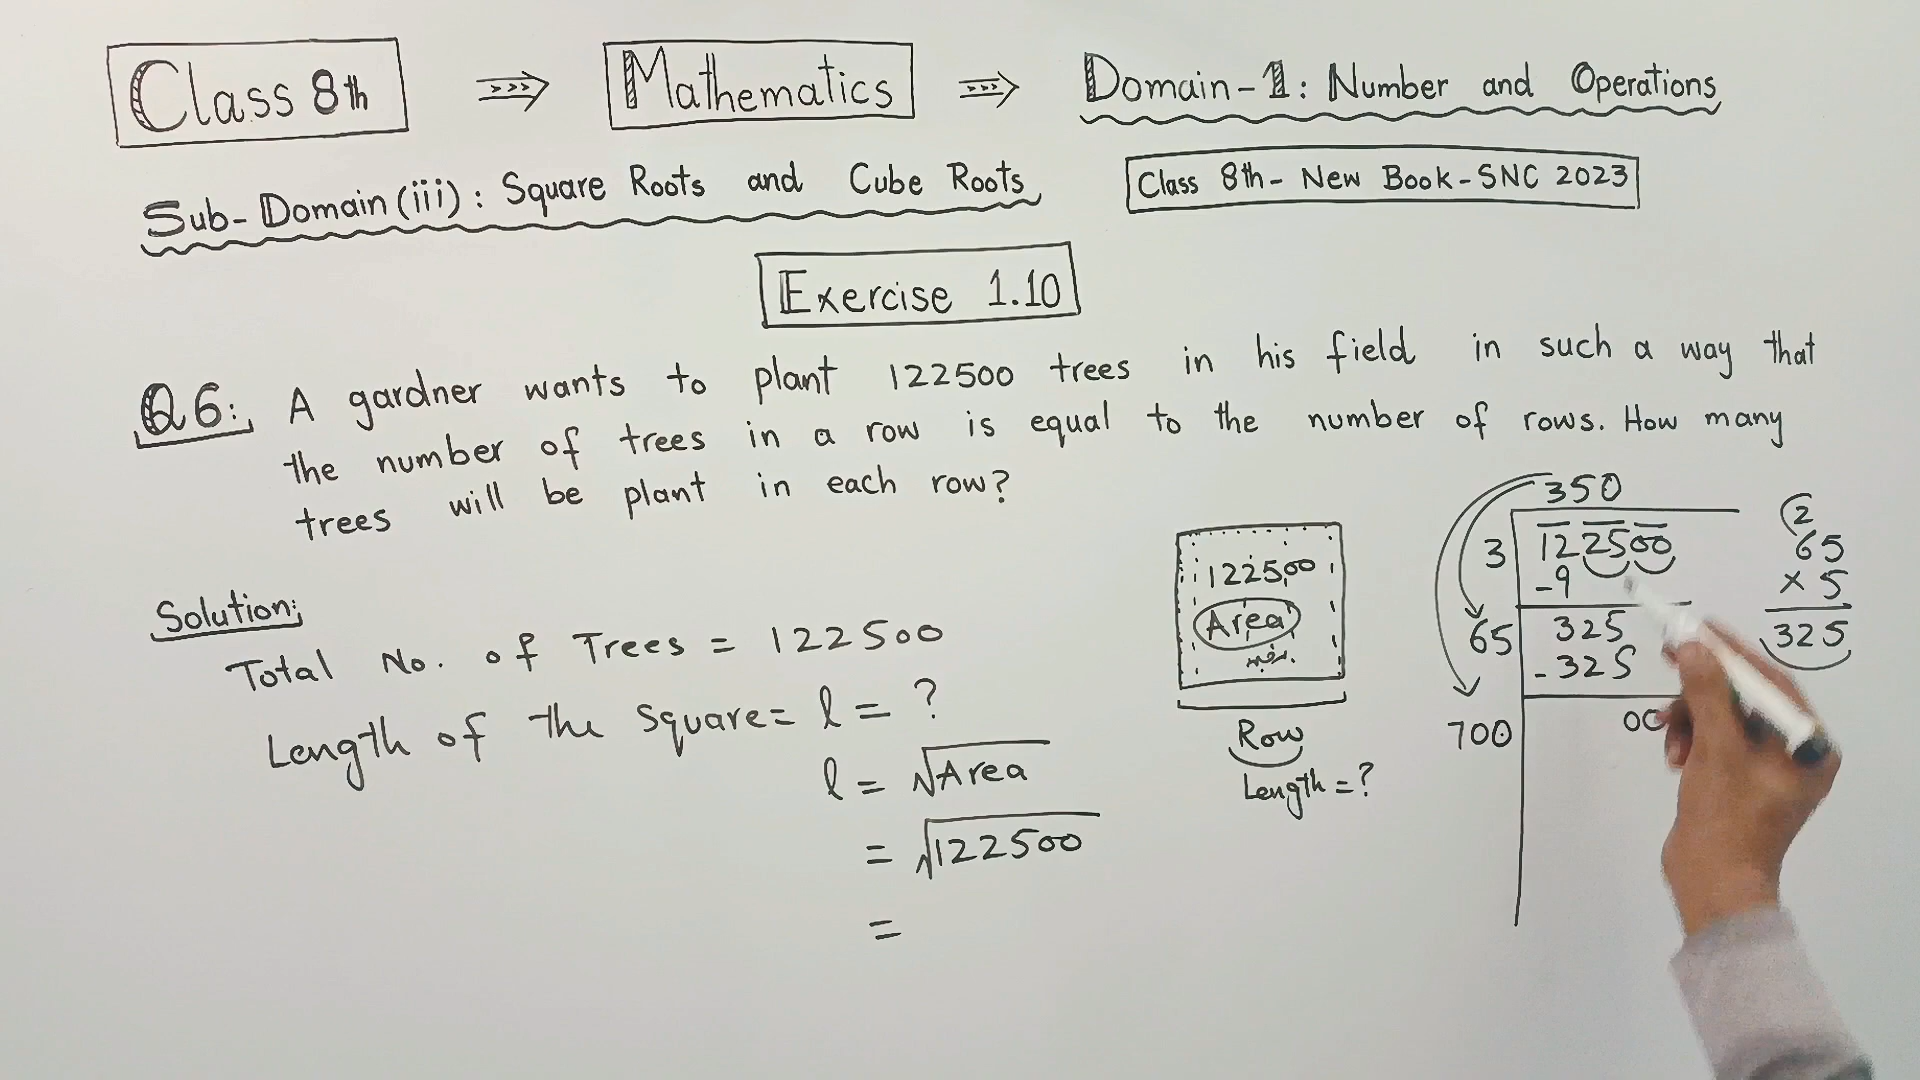 Class 8th
Mathematics
Domain-1: Number and Operations
Sub-Domain (iii): Square Roots and Cube Roots
Class 8th - New Book - SNC 2023
Exercise 1.10
Q6: A gardner wants to plant 122500 trees in his field in such a way that
the number of trees in a row is equal to the number of rows. How many
trees will be plant in each row?
Solution:
Total No. of Trees = 122500
Length of the square = l = ?
l = √Area
= √122500
=
122500
Area
Row
Length = ?
350
3 122500
-9
65 325
-325
700 00
2
65
× 5
325